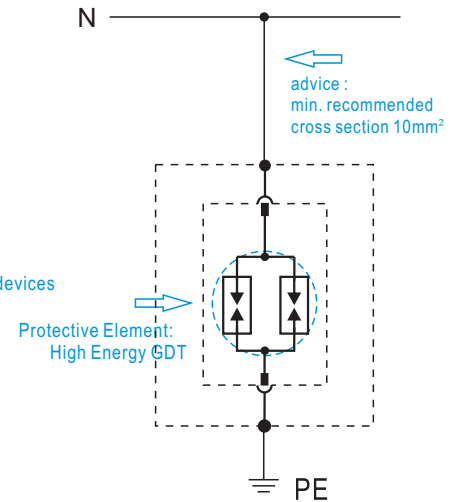 N
advice :
min. recommended
cross section 10mm²
devices
Protective Element:
High Energy GDT
PE